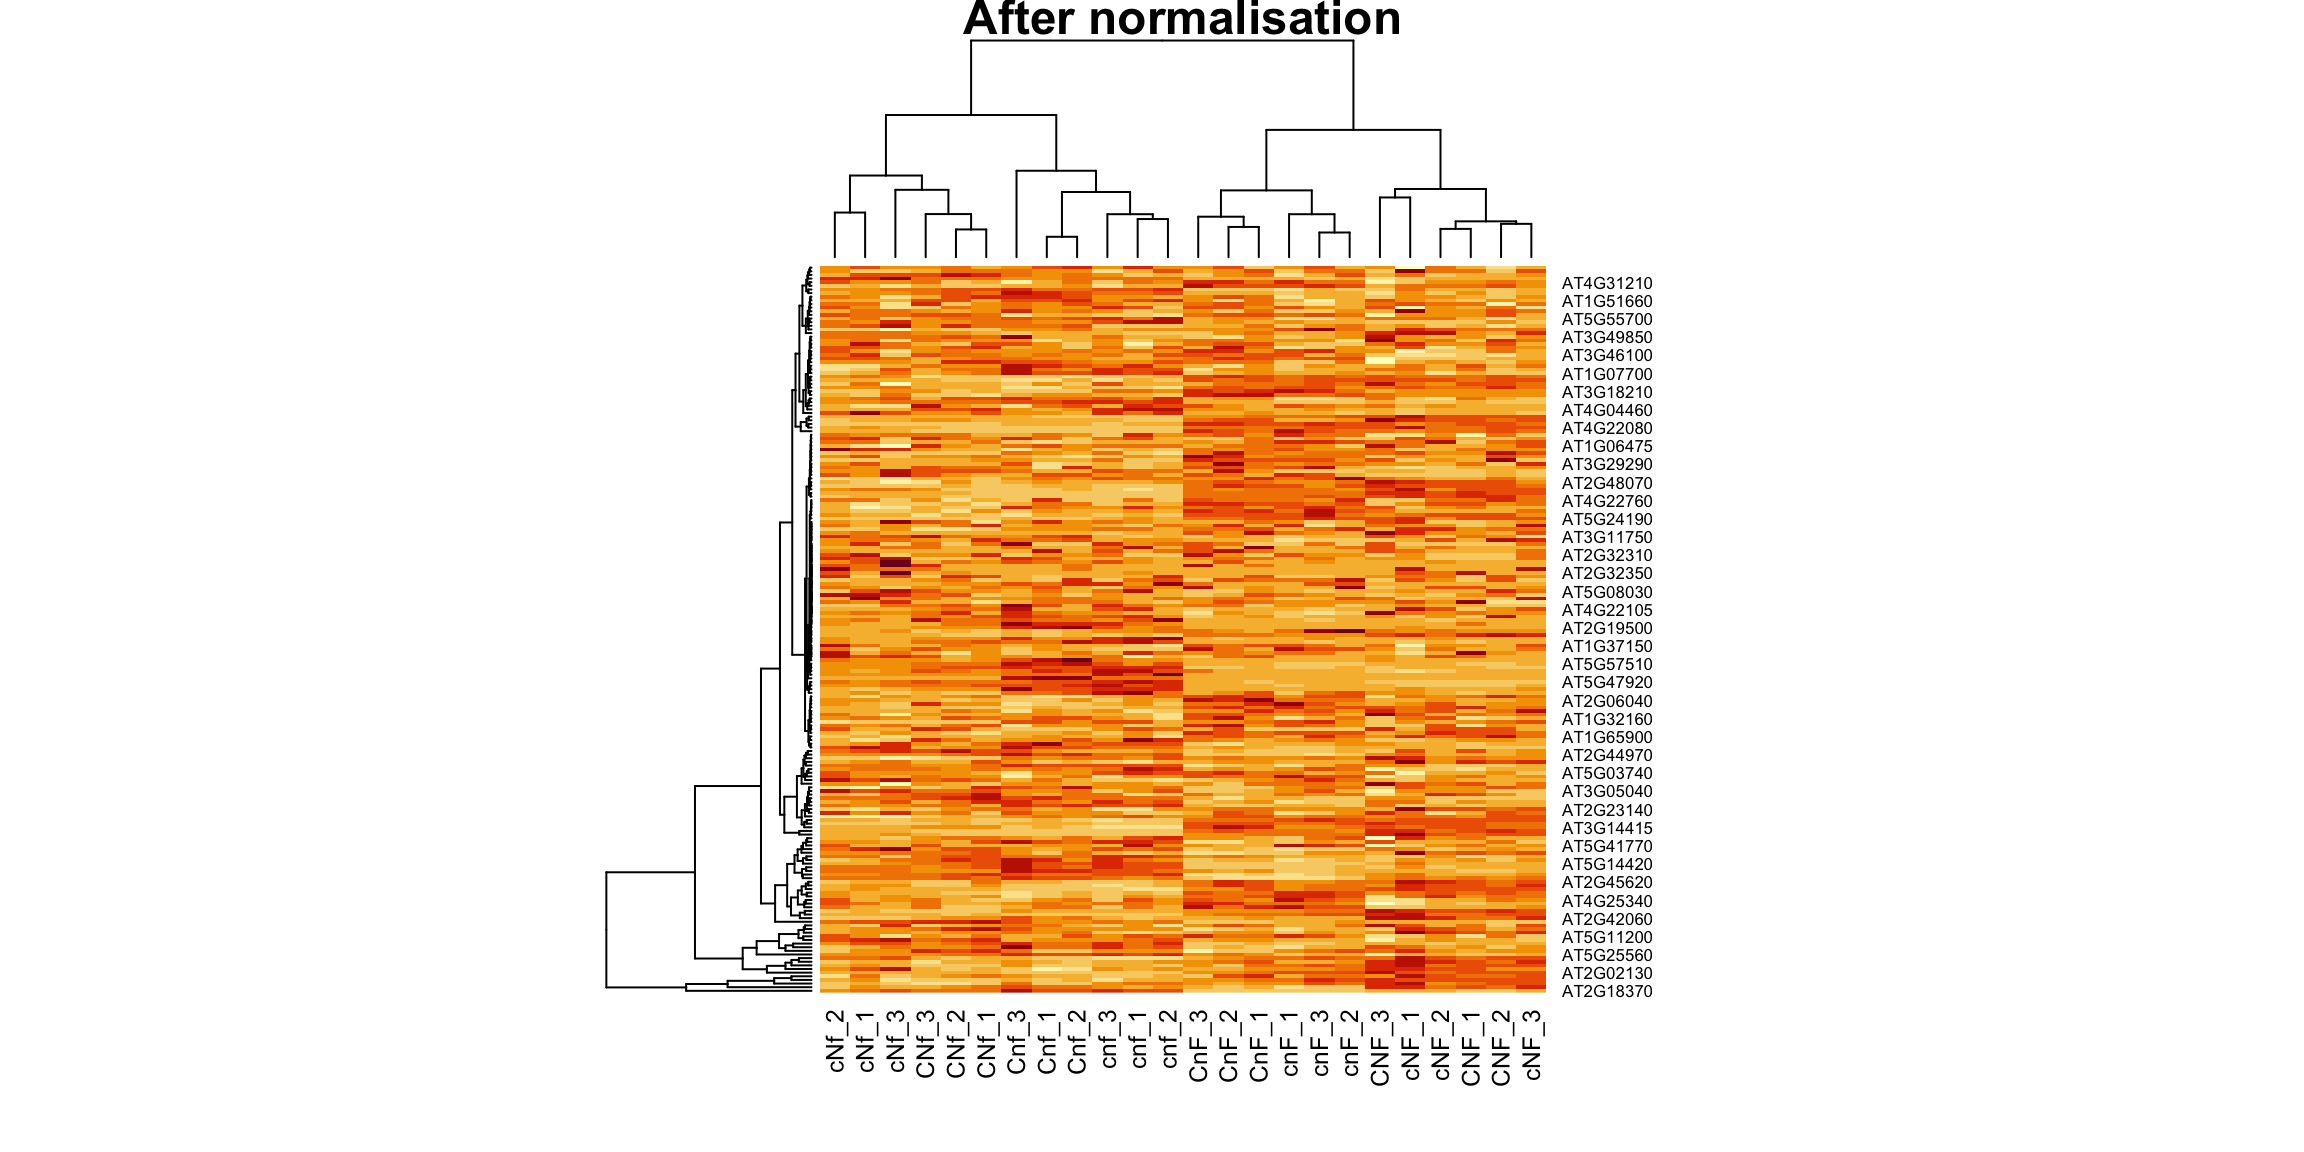 After normalisation
AT4G31210
AT1G51660
AT5G55700
AT3G49850
AT3G46100
AT1G07700
AT3G18210
AT4G04460
AT4G22080
AT1G06475
AT3G29290
AT2G48070
AT4G22760
AT5G24190
AT3G11750
AT2G32310
AT2G32350
AT5G08030
AT4G22105
AT2G19500
AT1G37150
AT5G57510
AT5G47920
AT2G06040
AT1G32160
AT1G65900
AT2G44970
AT5G03740
AT3G05040
AT2G23140
AT3G14415
AT5G41770
AT5G14420
AT2G45620
AT4G25340
AT2G42060
AT5G11200
AT5G25560
AT2G02130
AT2G18370
cNf_2
cNf_1
cNf_3
CNf_3
CNf_2
CNf_1
Cnf_3
Cnf_1
Cnf_2
cnf_3
cnf_1
cnf_2
CnF_3
CnF_2
CnF_1
cnF_1
cnF_3
cnF_2
CNF_3
cNF_1
cNF_2
CNF_1
CNF_2
cNF_3